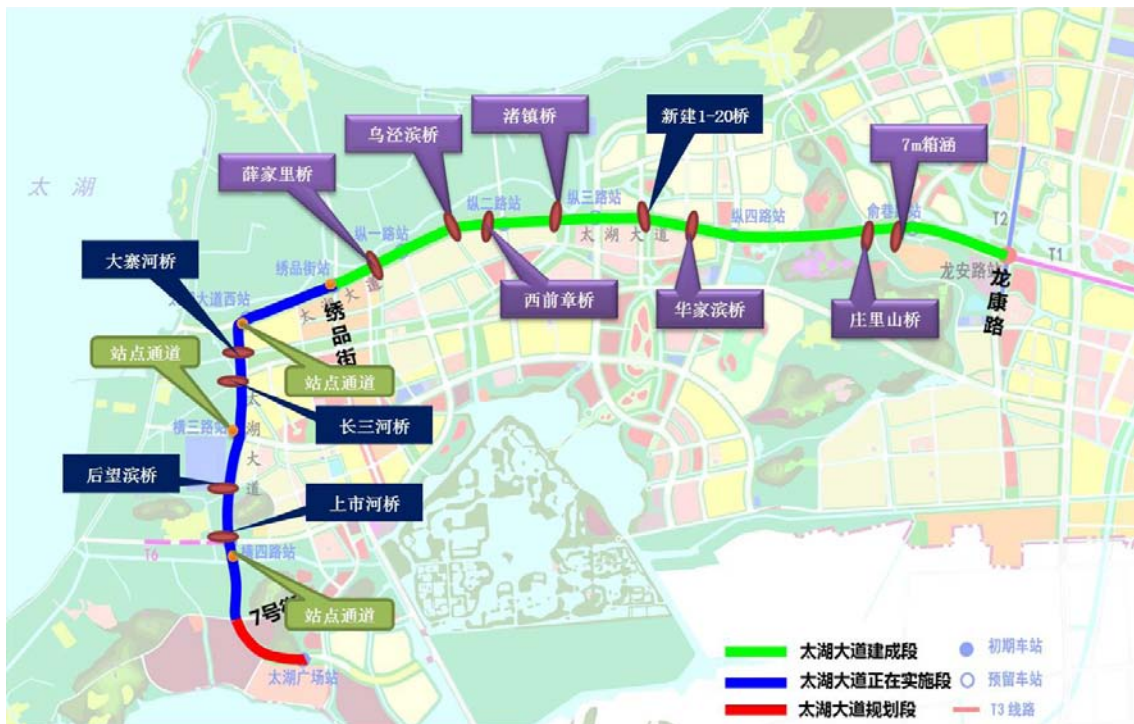 渚镇桥
新建1-20桥
乌泾滨桥
7m箱涵
薛家里桥
太湖
纵三路站
纵二路站
纵四路站
俞巷
T2
太湖大道
纵一路站
T1
大寨河桥
绣品街站
西前章桥
华家滨桥
庄里山桥
龙安路站
龙康路
太湖大道
大道西站
绣品街
站点通道
站点通道
长三河桥
太湖大道
横三路站
后望滨桥
上市河桥
T6
横四路站
7号
站点通道
太湖广场站
太湖大道建成段
初期车站
太湖大道正在实施段
预留车站
太湖大道规划段
T3 线路